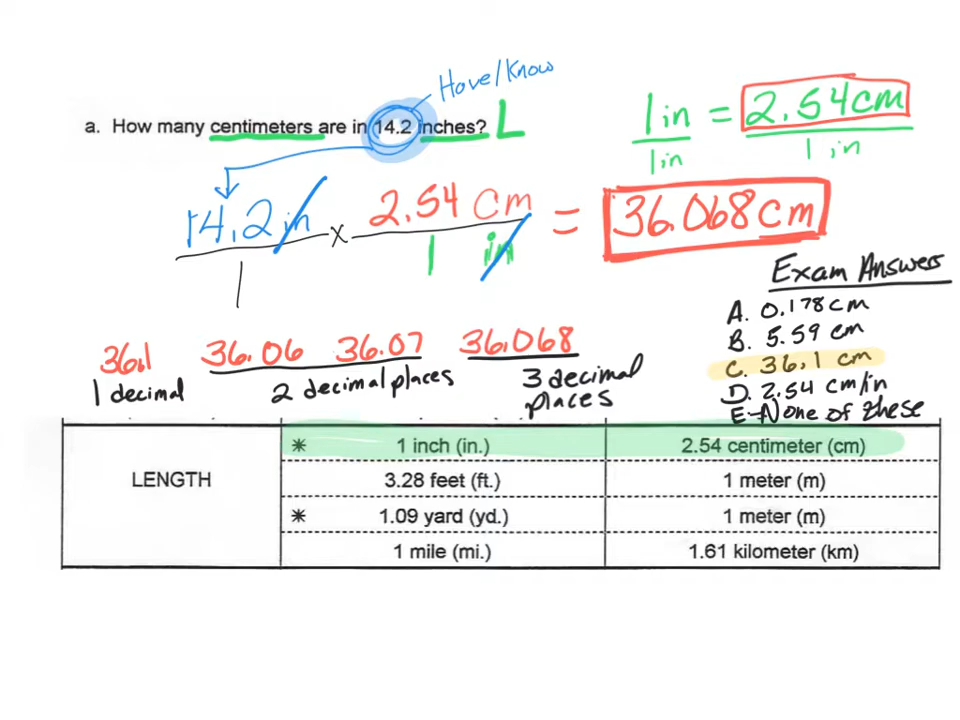 Have/Know
a. How many centimeters are in 14.2 inches? L
1 in = 2.54 cm
1 in 1 in
14.2 in x 2.54 cm = 36.068 cm
1 1 in
Exam Answers
A. 0.178 cm
B. 5.59 cm
C. 36.1 cm
D. 2.54 cm/in
E-None of these
36.1 36.06 36.07 36.068
1 decimal 2 decimal places 3 decimal places
LENGTH
* 1 inch (in.) 2.54 centimeter (cm)
3.28 feet (ft.) 1 meter (m)
* 1.09 yard (yd.) 1 meter (m)
1 mile (mi.) 1.61 kilometer (km)